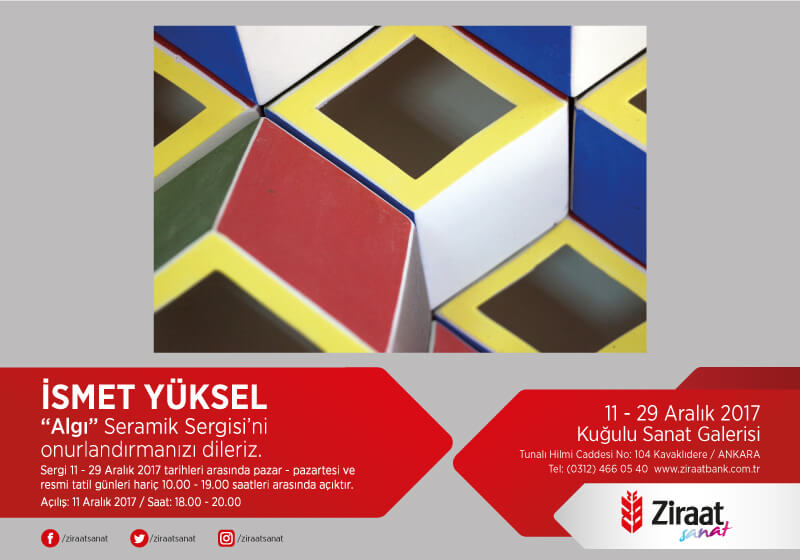 İSMET YÜKSEL
“Algı” Seramik Sergisi’ni
onurlandırmanızı dileriz.
Sergi 11 - 29 Aralık 2017 tarihleri arasında pazar - pazartesi ve
resmi tatil günleri hariç 10.00 - 19.00 saatleri arasında açıktır.
Açılış: 11 Aralık 2017 / Saat: 18.00 - 20.00
/ziraatsanat
/ziraatsanat
/ziraatsanat
11 - 29 Aralık 2017
Kuğulu Sanat Galerisi
Tunalı Hilmi Caddesi No: 104 Kavaklıdere / ANKARA
Tel: (0312) 466 05 40 www.ziraatbank.com.tr
Ziraat
sanat